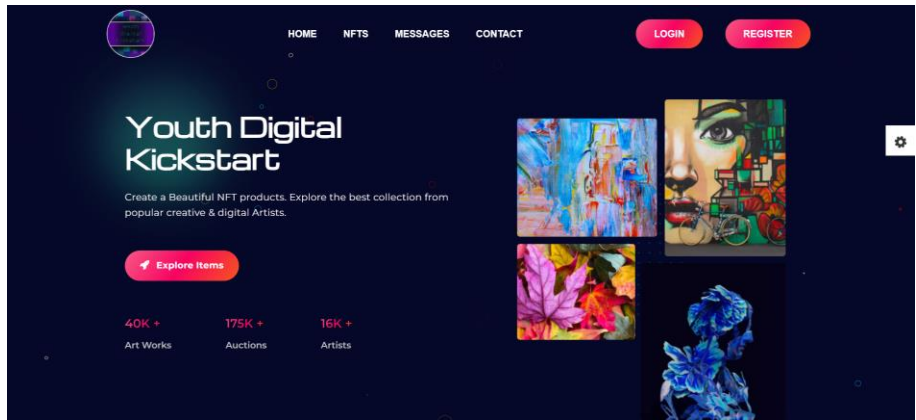 HOME NFTS MESSAGES CONTACT LOGIN REGISTER
Youth Digital
Kickstart
Create a Beautiful NFT products. Explore the best collection from
popular creative & digital Artists.
Explore Items
40K + 175K + 16K +
Art Works Auctions Artists